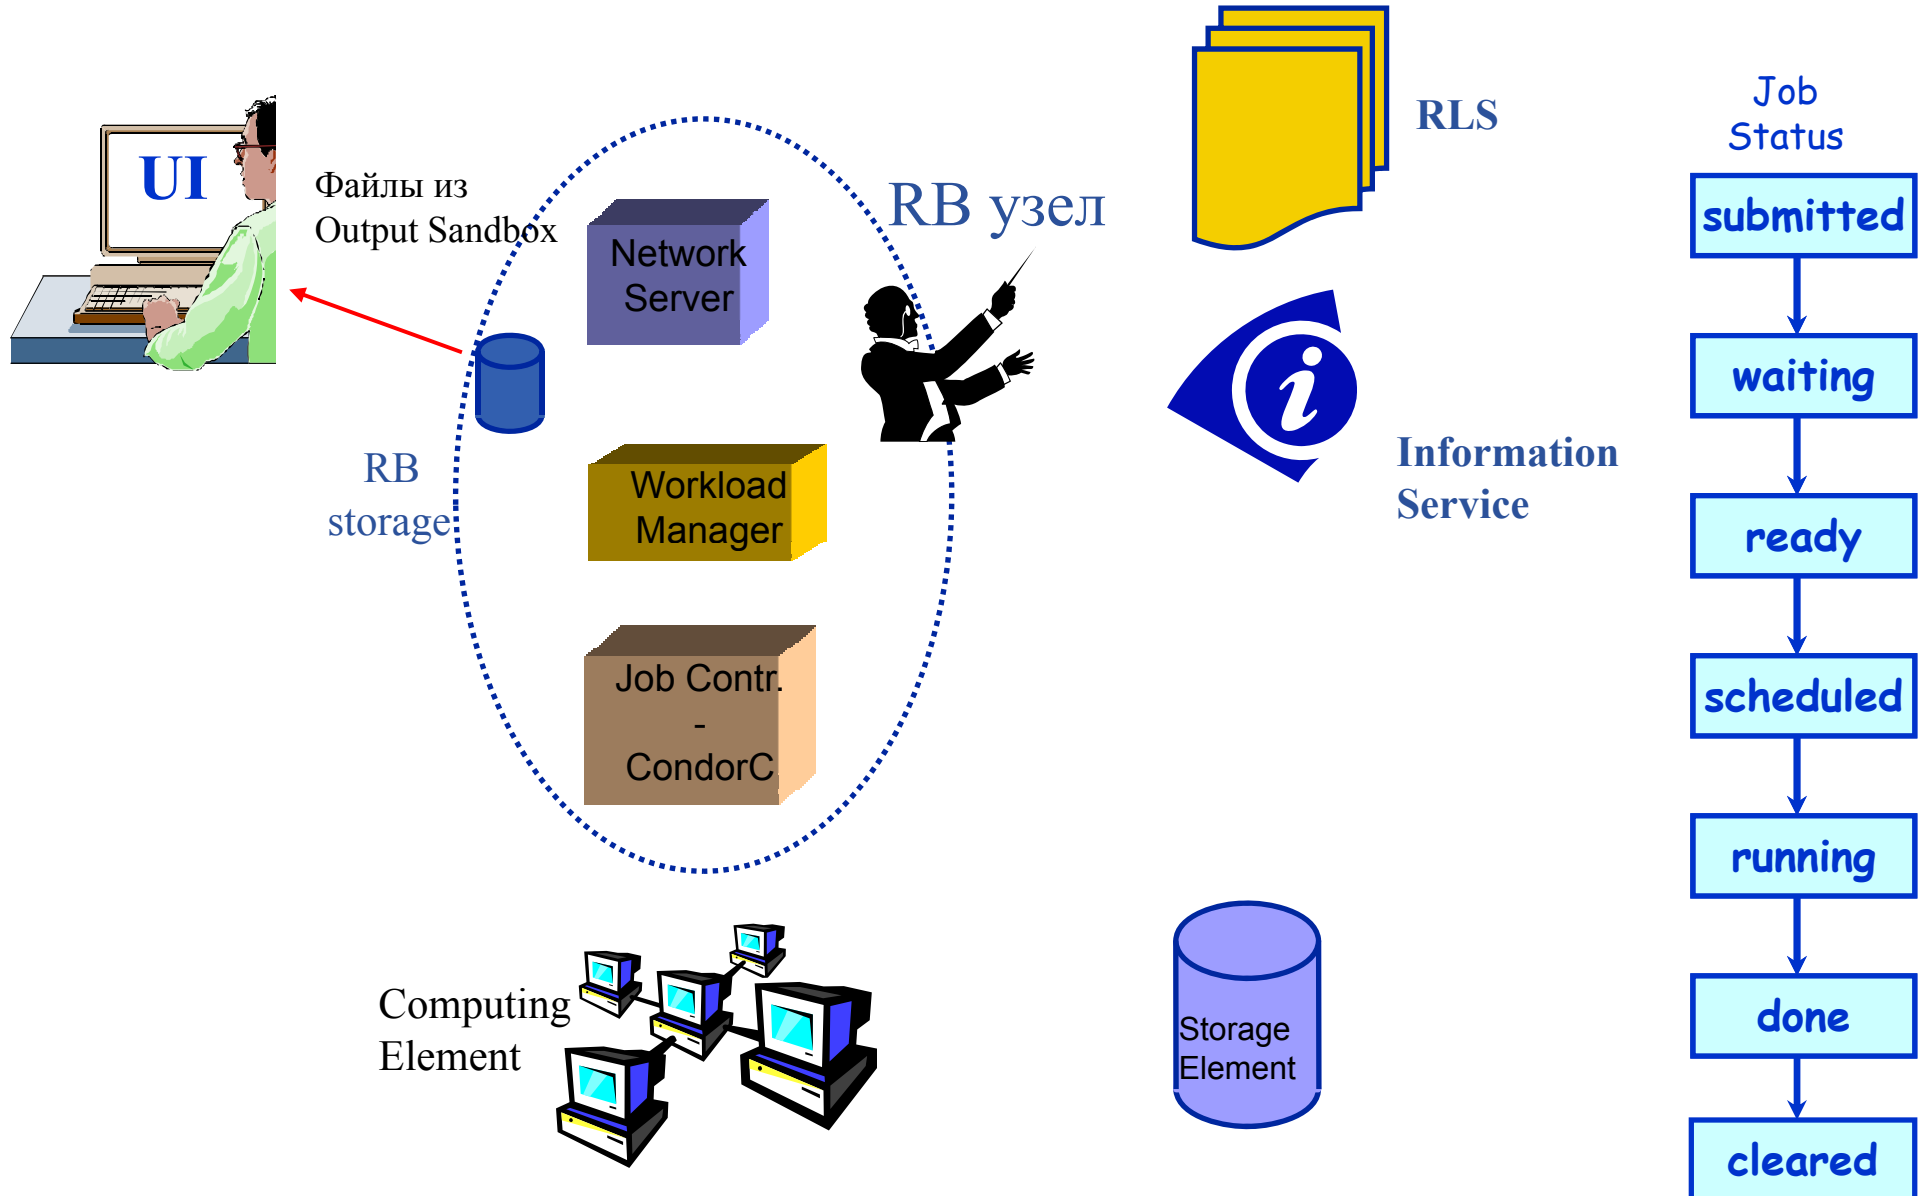 UI
Файлы из
Output Sandbox
Network
Server
RB узел
RLS
Job
Status
submitted
waiting
RB
storage
Workload
Manager
Information
Service
ready
Job Contr.
-
CondorC
scheduled
running
Computing
Element
Storage
Element
done
cleared